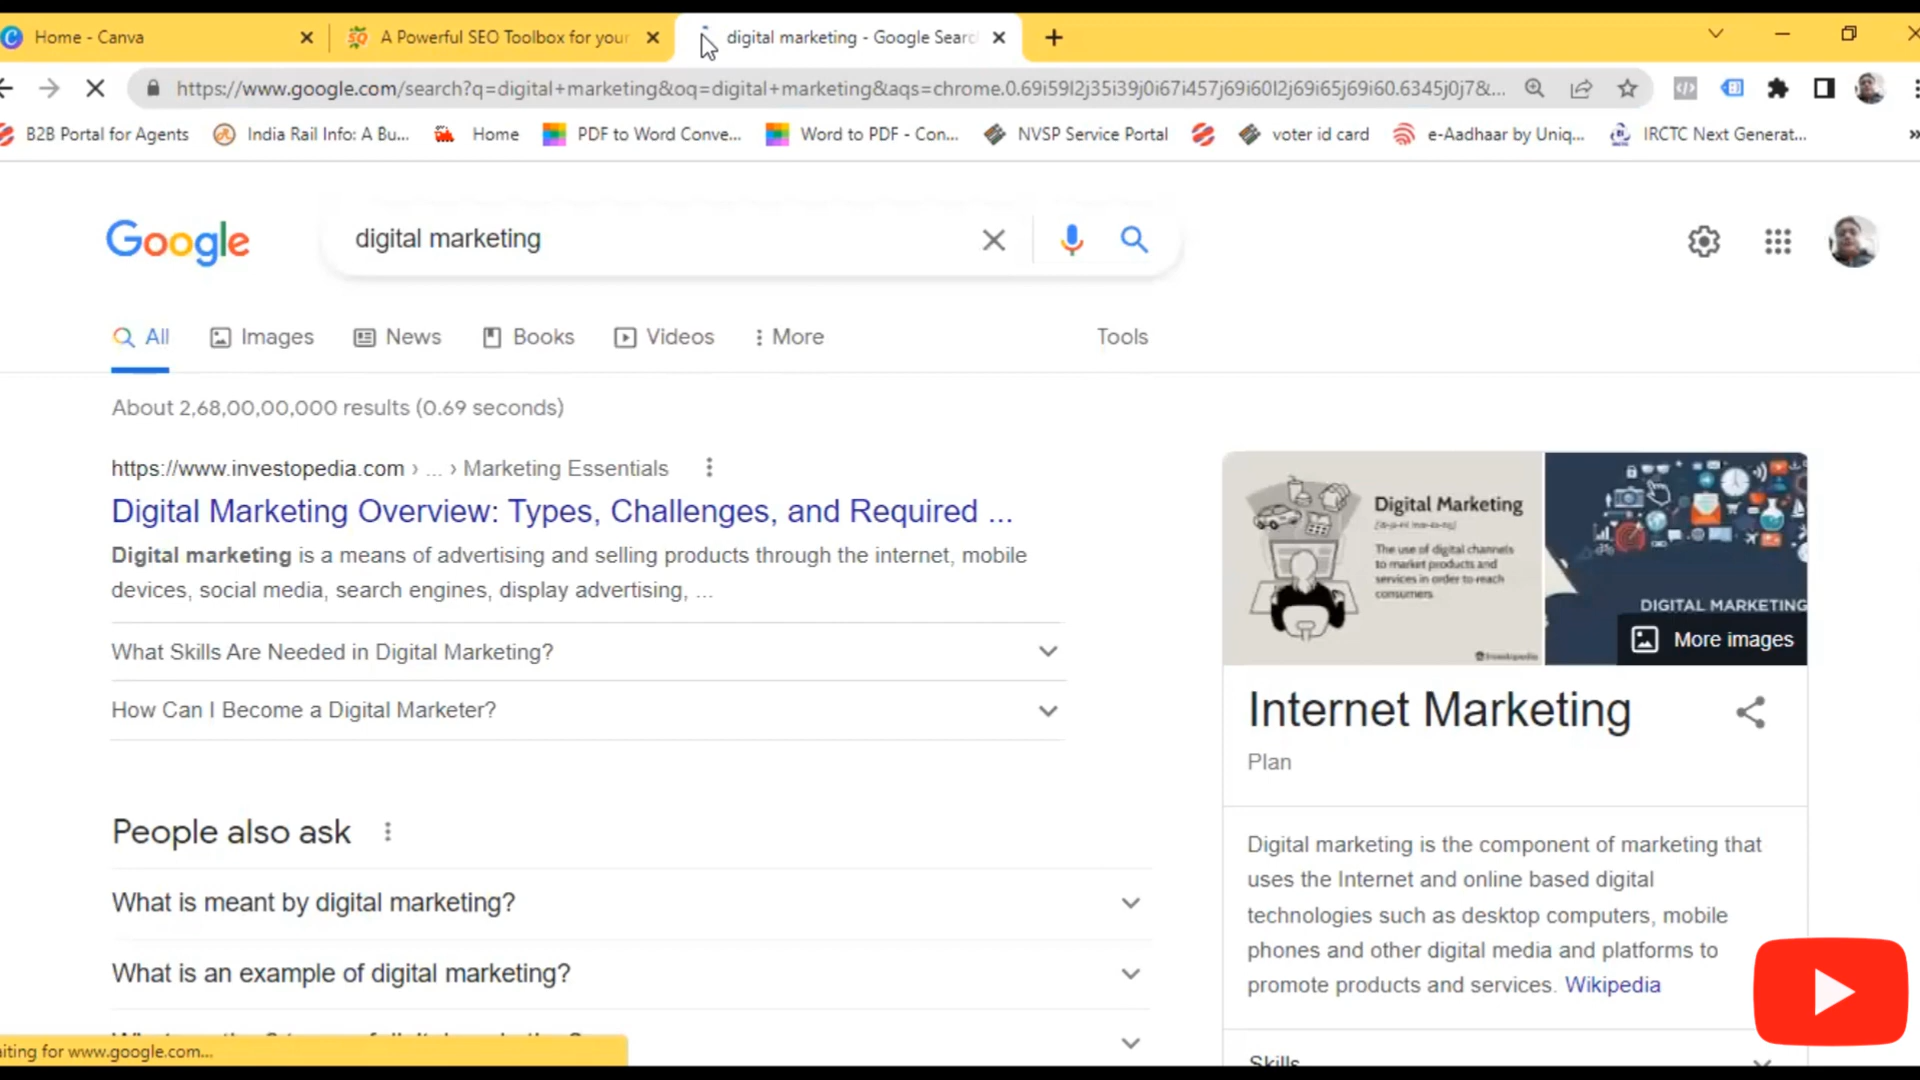 Home - Canva
A Powerful SEO Toolbox for your
digital marketing - Google Searc
https://www.google.com/search?q=digital+marketing&oq=digital+marketing&aqs=chrome.0.69i59l2j35i39j0i67i457j69i60l2j69i65j69i60.6345j0j7&...
B2B Portal for Agents
India Rail Info: A Bu...
Home
PDF to Word Conve...
Word to PDF - Con...
NVSP Service Portal
voter id card
e-Aadhaar by Uniq...
IRCTC Next Generat...
Google
digital marketing
All
Images
News
Books
Videos
More
Tools
About 2,68,00,00,000 results (0.69 seconds)
https://www.investopedia.com › ... › Marketing Essentials
Digital Marketing Overview: Types, Challenges, and Required ...
Digital marketing is a means of advertising and selling products through the internet, mobile
devices, social media, search engines, display advertising, ...
What Skills Are Needed in Digital Marketing?
How Can I Become a Digital Marketer?
People also ask
What is meant by digital marketing?
What is an example of digital marketing?
aiting for www.google.com...
Digital Marketing
The use of digital channels
to market products and
services in order to reach
consumers
Investopedia
DIGITAL MARKETING
More images
Internet Marketing
Plan
Digital marketing is the component of marketing that
uses the Internet and online based digital
technologies such as desktop computers, mobile
phones and other digital media and platforms to
promote products and services. Wikipedia
Skills